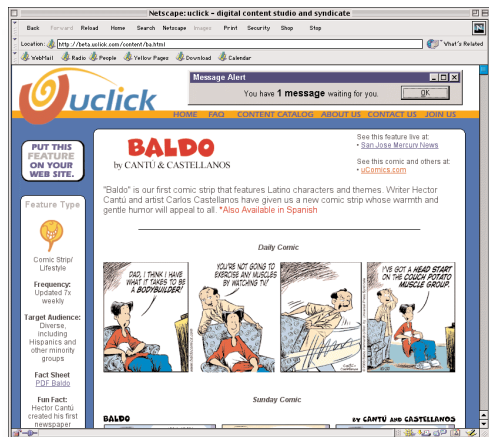 Netscape: uclick - digital content studio and syndicate
Back Forward Reload Home Search Netscape Images Print Security Shop Stop
Location: http://beta.uclick.com/content/ba.html
What's Related
WebMail Radio People Yellow Pages Download Calendar
uclick
Message Alert
You have 1 message waiting for you.
OK
HOME FAQ CONTENT CATALOG ABOUT US CONTACT US JOIN US
PUT THIS
FEATURE
ON YOUR
WEB SITE.
BALDO
by CANTÚ & CASTELLANOS
See this feature live at:
• San Jose Mercury News
See this comic and others at:
• uComics.com
"Baldo" is our first comic strip that features Latino characters and themes. Writer Hector
Cantú and artist Carlos Castellanos have given us a new comic strip whose warmth and
gentle humor will appeal to all. *Also Available in Spanish
Feature Type
Comic Strip/
Lifestyle
Frequency:
Updated 7x
weekly
Target Audience:
Diverse,
including
Hispanics and
other minority
groups
Fact Sheet
PDF Baldo
Fun Fact:
Hector Cantú
created his first
newspaper
Daily Comic
DAD, I THINK I HAVE
WHAT IT TAKES TO BE
A BODYBUILDER!
YOU'RE NOT GOING TO
EXERCISE ANY MUSCLES
BY WATCHING TV!
I'VE GOT A HEAD START
ON THE COUCH POTATO
MUSCLE GROUP.
Sunday Comic
BALDO
BY CANTÚ AND CASTELLANOS